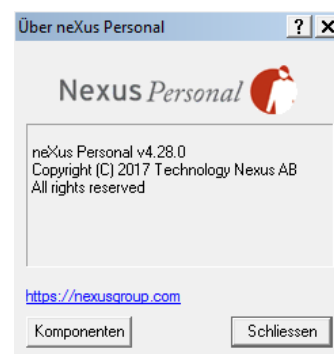 Über neXus Personal
? X
Nexus Personal
neXus Personal v4.28.0
Copyright (C) 2017 Technology Nexus AB
All rights reserved
https://nexusgroup.com
Komponenten Schliessen